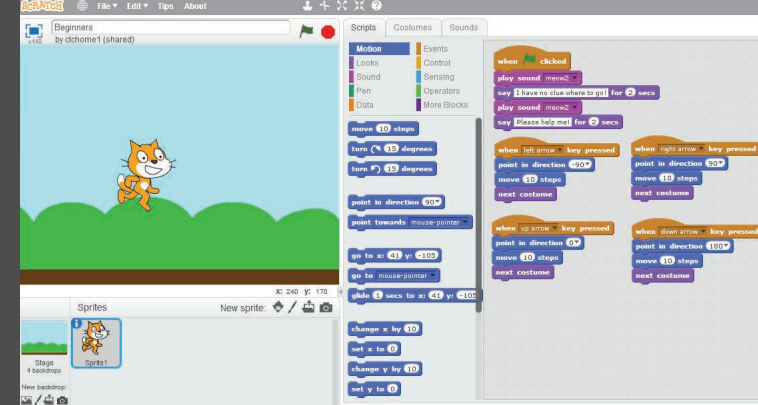 SCRATCH File Edit Tips About
Beginners
by ctchome1 (shared)
v442
X: 240 y: 170
Sprites New sprite:
Stage
4 backdrops
New backdrop:
Sprite1
Scripts Costumes Sounds
Motion Events
Looks Control
Sound Sensing
Pen Operators
Data More Blocks
move 10 steps
turn 15 degrees
turn 15 degrees
point in direction 90
point towards mouse-pointer
go to x: 41 y: -105
go to mouse-pointer
glide 1 secs to x: 41 y: -105
change x by 10
set x to 0
change y by 10
set y to 0
when clicked
play sound meow2
say I have no clue where to go! for 2 secs
play sound meow2
say Please help me! for 2 secs
when left arrow key pressed
point in direction -90
move 10 steps
next costume
when right arrow key pressed
point in direction 90
move 10 steps
next costume
when up arrow key pressed
point in direction 0
move 10 steps
next costume
when down arrow key pressed
point in direction 180
move 10 steps
next costume